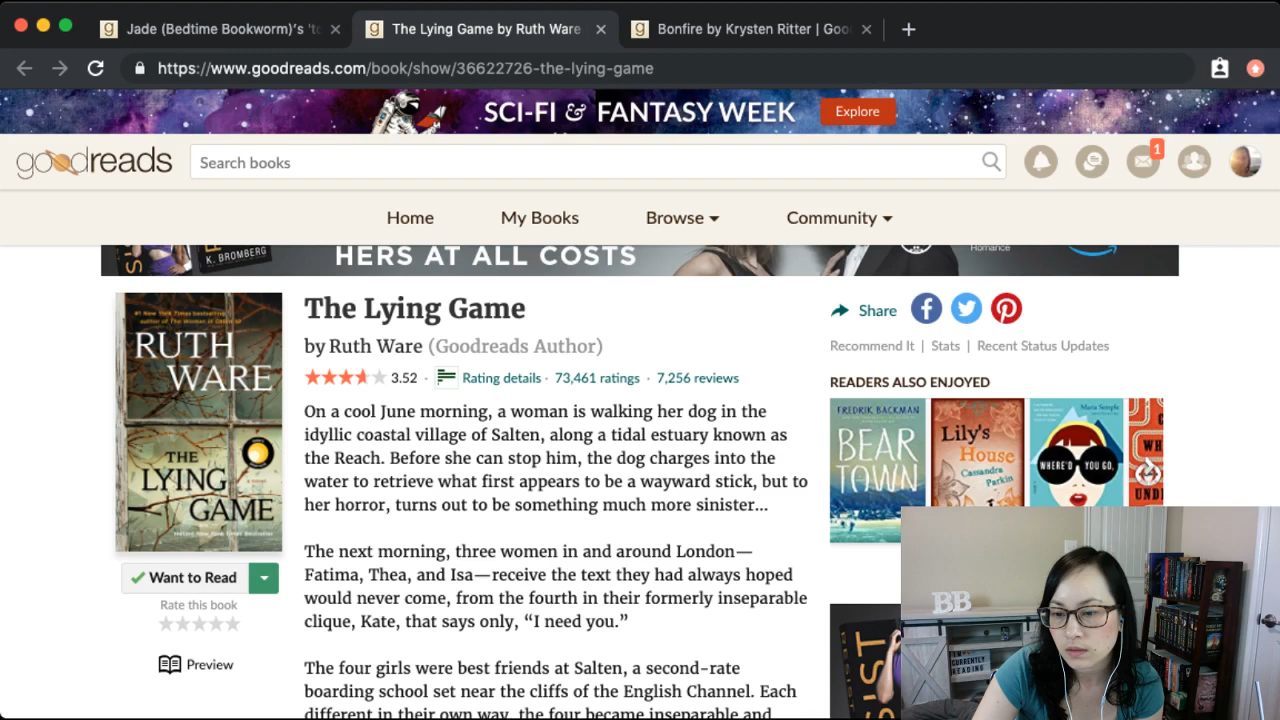 Jade (Bedtime Bookworm)'s 'to
The Lying Game by Ruth Ware
Bonfire by Krysten Ritter | Goo
https://www.goodreads.com/book/show/36622726-the-lying-game
SCI-FI & FANTASY WEEK
Explore
goodreads
Search books
1
Home
My Books
Browse
Community
K. BROMBERG
HERS AT ALL COSTS
Romance
#1 New York Times bestselling
author of The Woman in Cabin 10
RUTH
WARE
THE
LYING
GAME
Want to Read
Rate this book
Preview
The Lying Game
by Ruth Ware (Goodreads Author)
3.52 · Rating details · 73,461 ratings · 7,256 reviews
On a cool June morning, a woman is walking her dog in the
idyllic coastal village of Salten, along a tidal estuary known as
the Reach. Before she can stop him, the dog charges into the
water to retrieve what first appears to be a wayward stick, but to
her horror, turns out to be something much more sinister...
The next morning, three women in and around London—
Fatima, Thea, and Isa—receive the text they had always hoped
would never come, from the fourth in their formerly inseparable
clique, Kate, that says only, “I need you.”
The four girls were best friends at Salten, a second-rate
boarding school set near the cliffs of the English Channel. Each
different in their own way, the four became inseparable and
Share
Recommend It | Stats | Recent Status Updates
READERS ALSO ENJOYED
FREDRIK BACKMAN
BEAR
TOWN
Lily's
House
Cassandra
Parkin
Maria Semple
WHERE'D YOU GO,
BB
I'M
CURRENTLY
READING